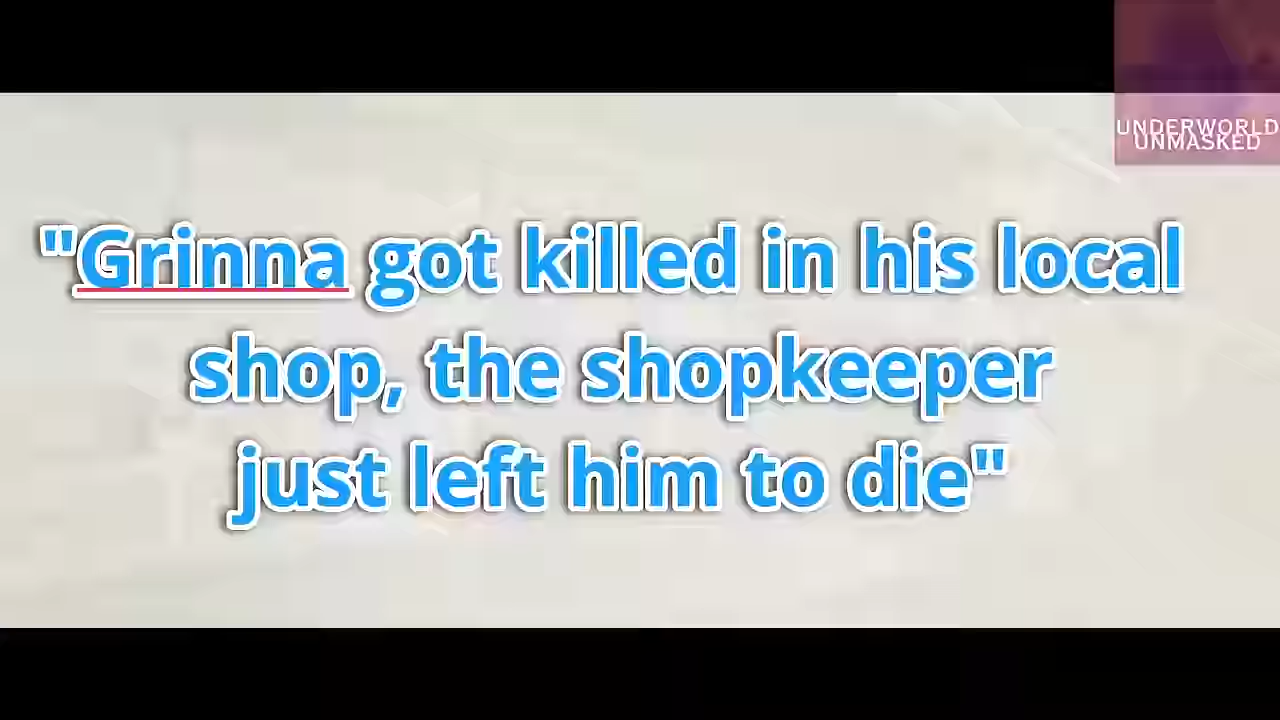 UNDERWORLD
UNMASKED
"Grinna got killed in his local
shop, the shopkeeper
just left him to die"